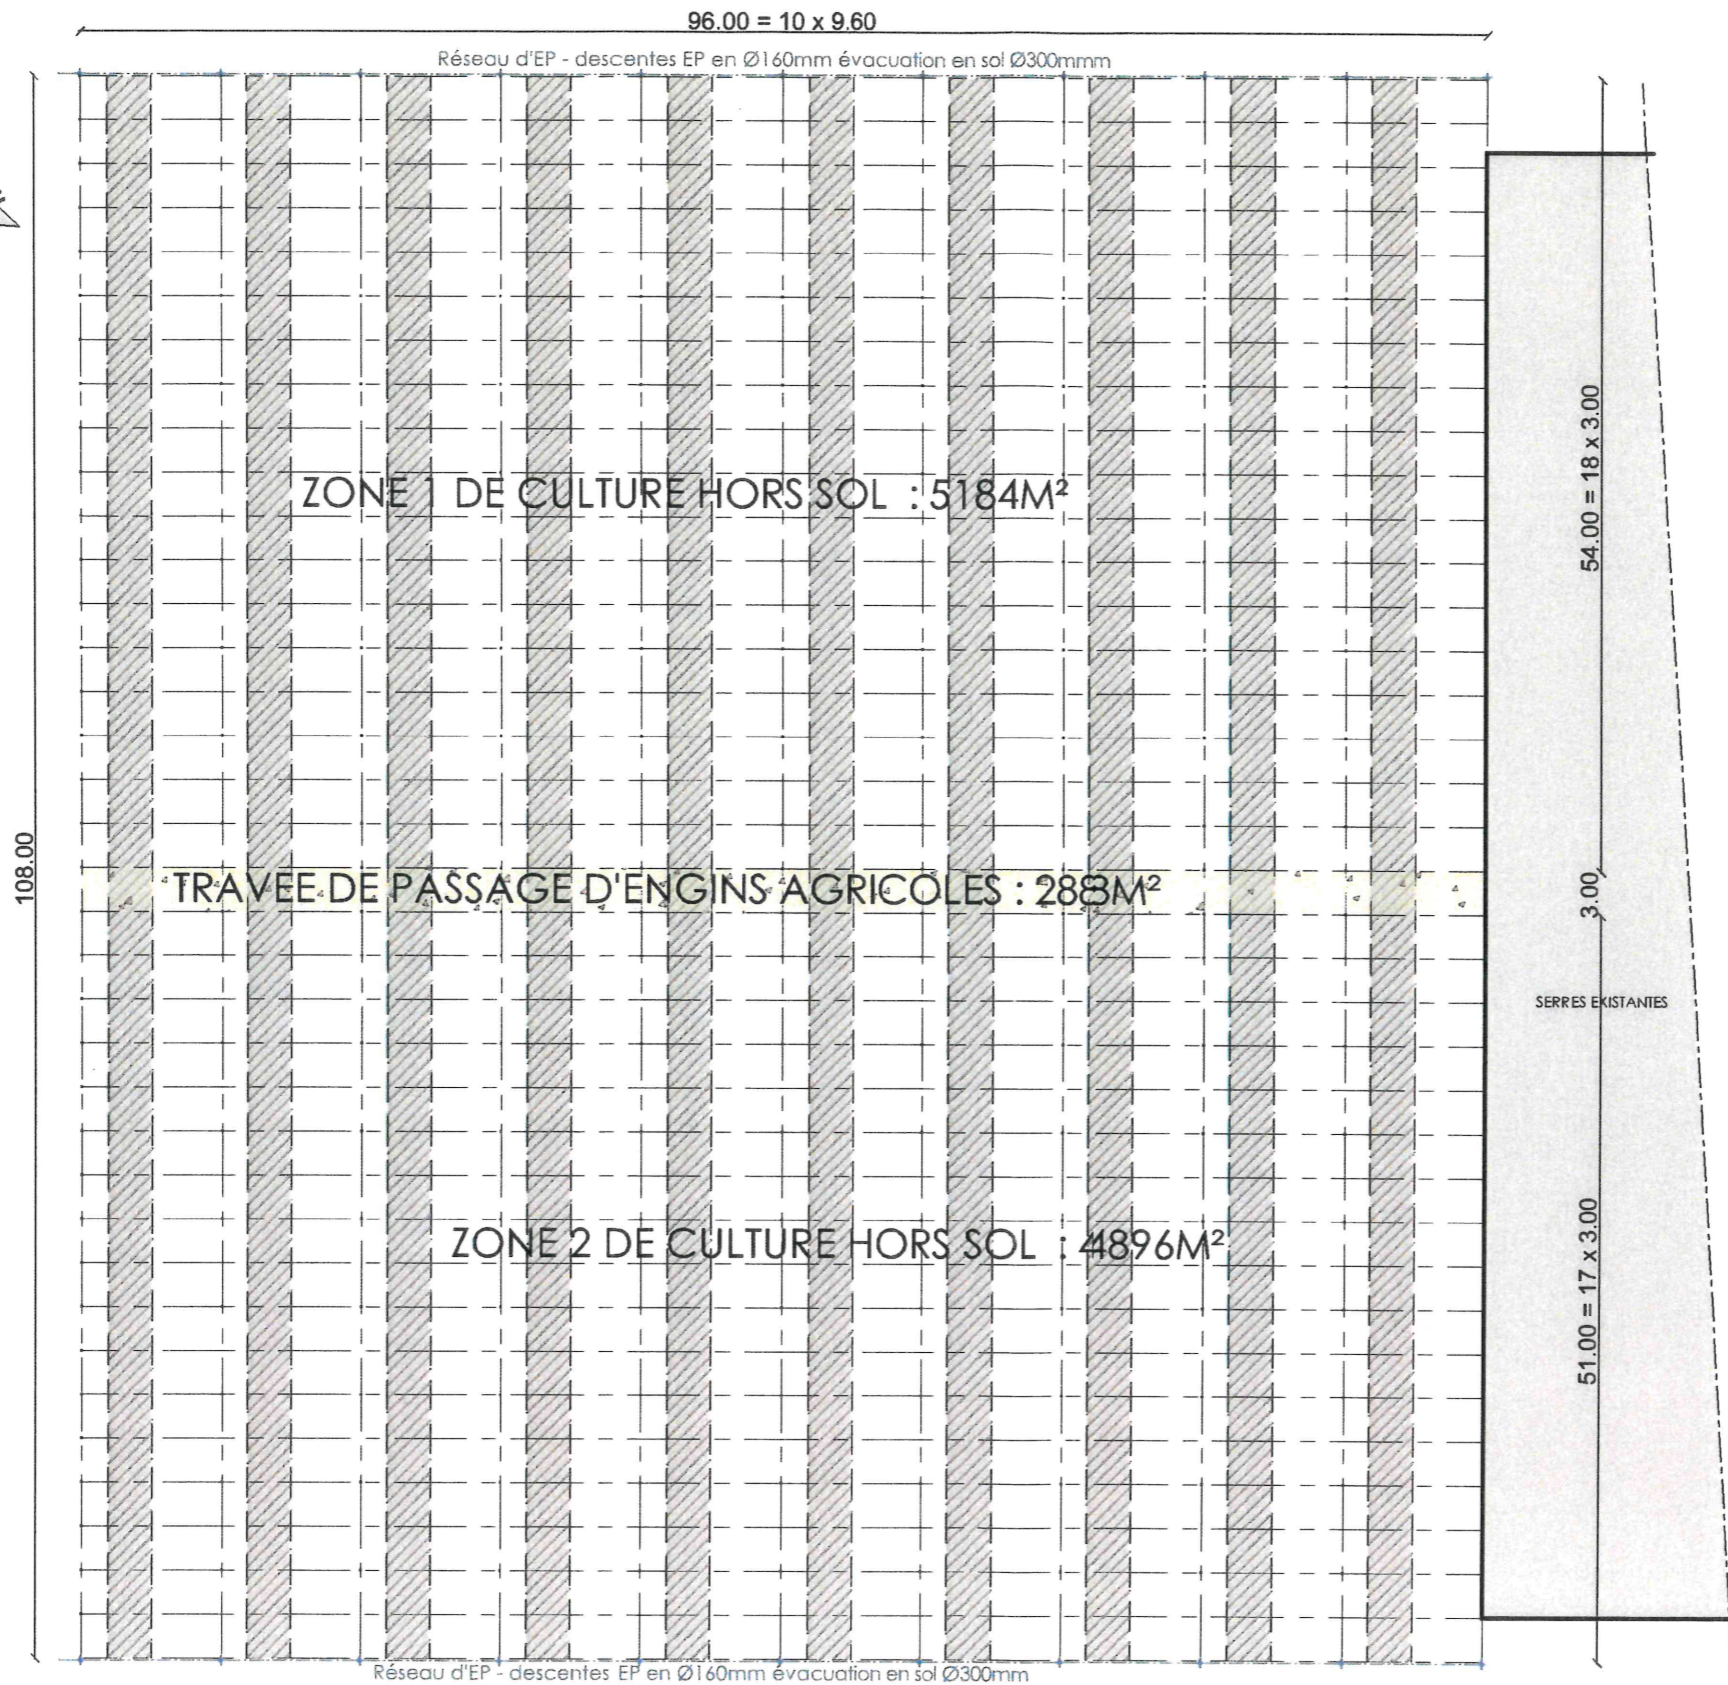 96.00 = 10 x 9.60
Réseau d'EP - descentes EP en Ø160mm évacuation en sol Ø300mmm
54.00 = 18 x 3.00
ZONE 1 DE CULTURE HORS SOL : 5184M²
108.00
TRAVEE DE PASSAGE D'ENGINS AGRICOLES : 288M²
3.00
SERRES EXISTANTES
51.00 = 17 x 3.00
ZONE 2 DE CULTURE HORS SOL : 4896M²
Réseau d'EP - descentes EP en Ø160mm évacuation en sol Ø300mm